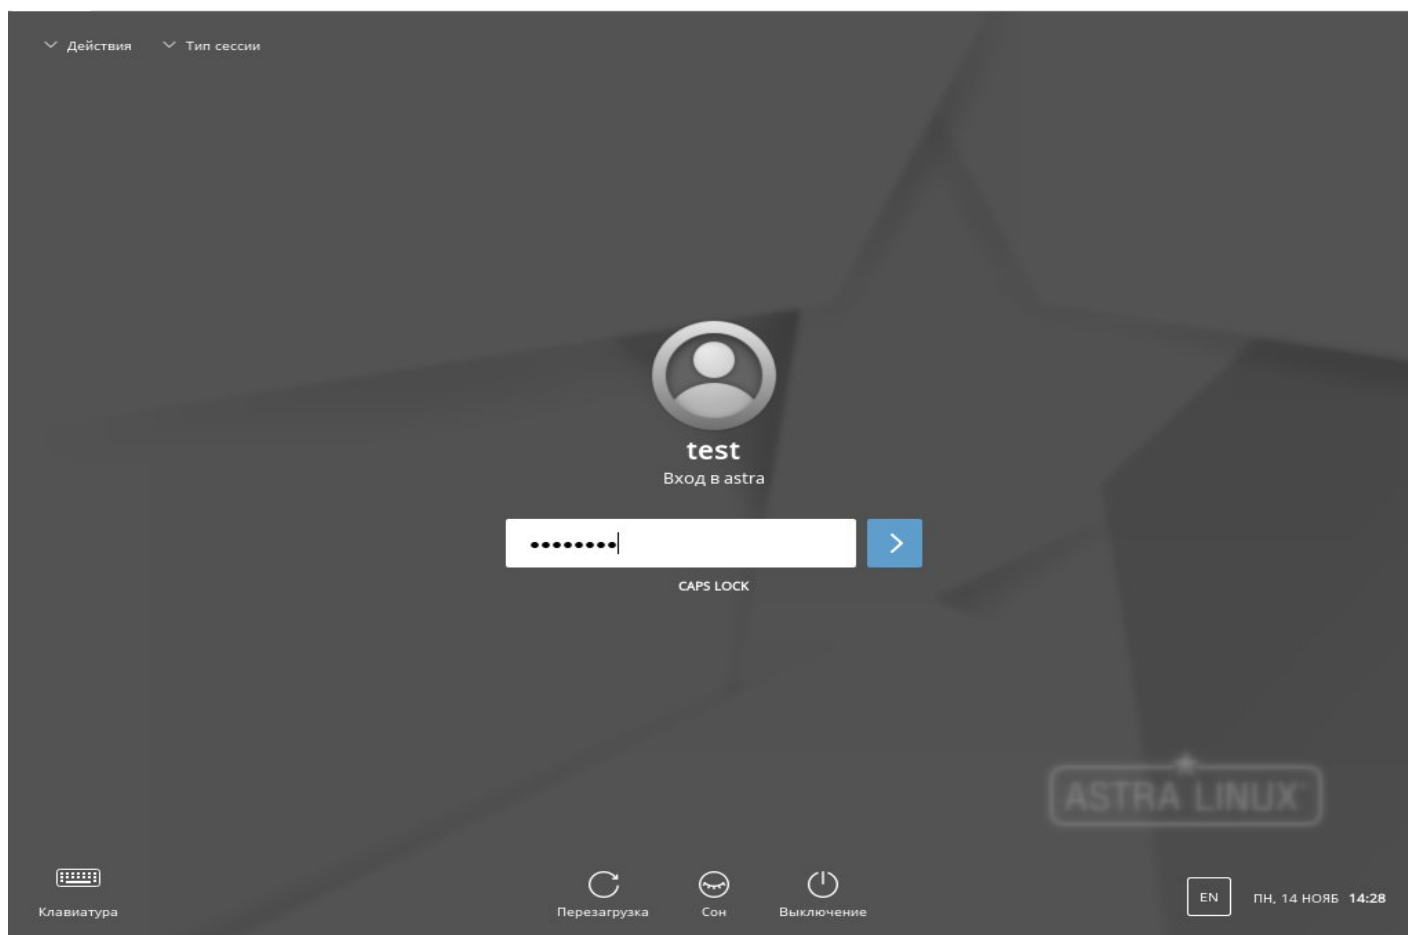 Действия Тип сессии
test
Вход в astra
••••••••
CAPS LOCK
ASTRA LINUX
Клавиатура
Перезагрузка Сон Выключение
EN ПН, 14 НОЯБ 14:28